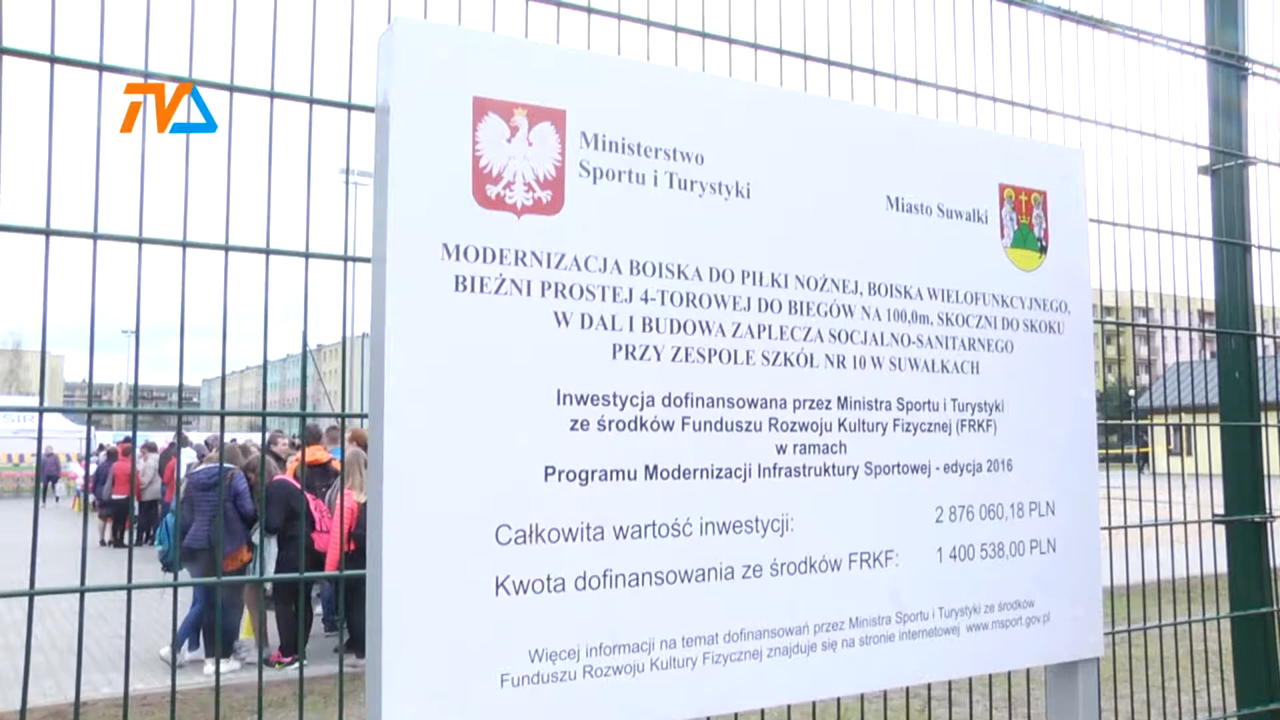 TV
Ministerstwo
Sportu i Turystyki
Miasto Suwałki
MODERNIZACJA BOISKA DO PIŁKI NOŻNEJ, BOISKA WIELOFUNKCYJNEGO,
BIEŻNI PROSTEJ 4-TOROWEJ DO BIEGÓW NA 100,0m, SKOCZNI DO SKOKU
W DAL I BUDOWA ZAPLECZA SOCJALNO-SANITARNEGO
PRZY ZESPOLE SZKÓŁ NR 10 W SUWAŁKACH
Inwestycja dofinansowana przez Ministra Sportu i Turystyki
ze środków Funduszu Rozwoju Kultury Fizycznej (FRKF)
w ramach
Programu Modernizacji Infrastruktury Sportowej - edycja 2016
Całkowita wartość inwestycji: 2 876 060,18 PLN
Kwota dofinansowania ze środków FRKF: 1 400 538,00 PLN
Więcej informacji na temat dofinansowań przez Ministra Sportu i Turystyki ze środków
Funduszu Rozwoju Kultury Fizycznej znajduje się na stronie internetowej www.msport.gov.pl